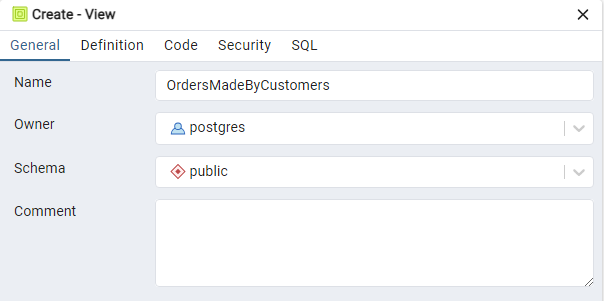 Create - View
General Definition Code Security SQL
Name OrdersMadeByCustomers
Owner postgres
Schema public
Comment